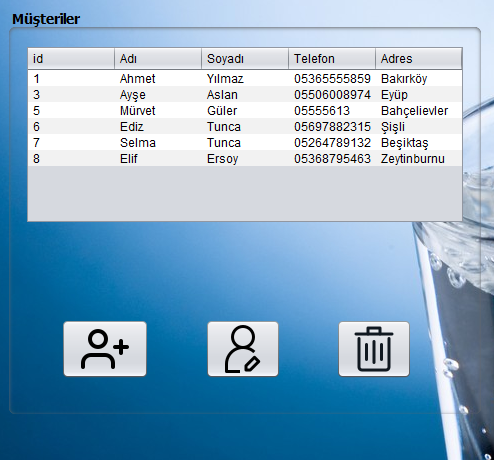 Müşteriler
id Adı Soyadı Telefon Adres
1 Ahmet Yılmaz 05365555859 Bakırköy
3 Ayşe Aslan 05506008974 Eyüp
5 Mürvet Güler 05555613 Bahçelievler
6 Ediz Tunca 05697882315 Şişli
7 Selma Tunca 05264789132 Beşiktaş
8 Elif Ersoy 05368795463 Zeytinburnu